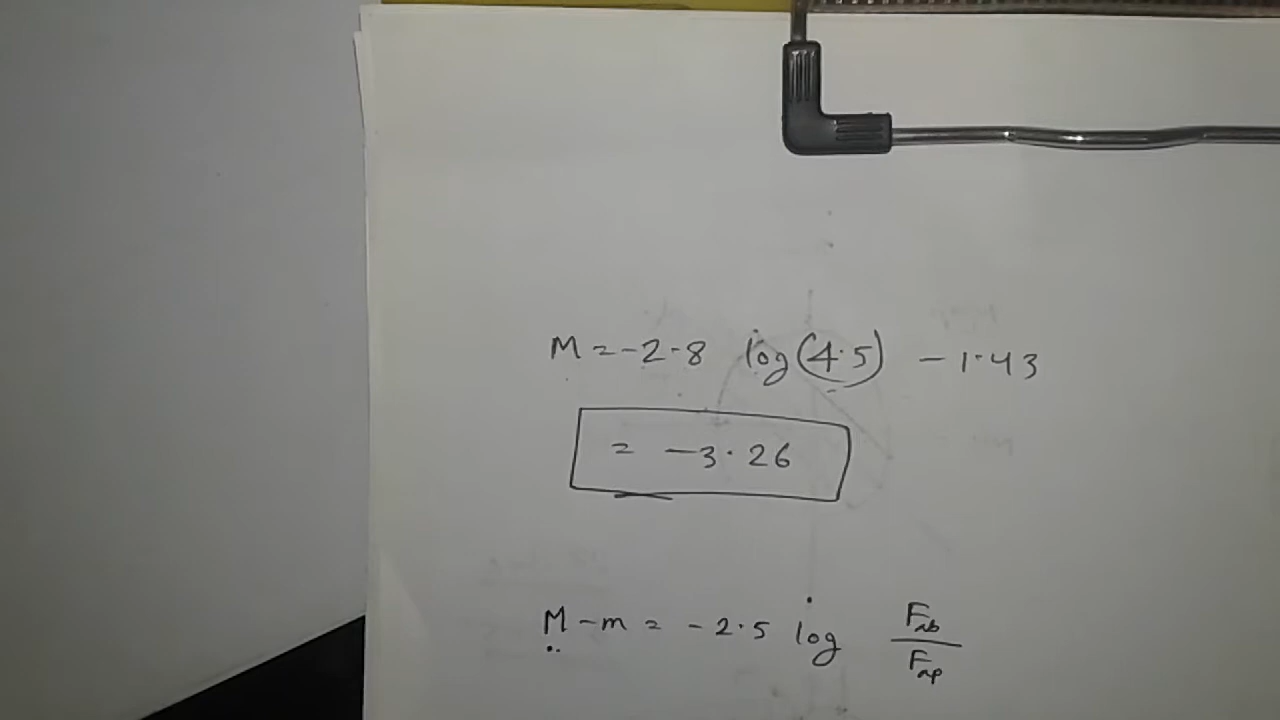 M = -2.8 log(4.5) - 1.43
= -3.26
M - m = -2.5 log F_ab / F_ap